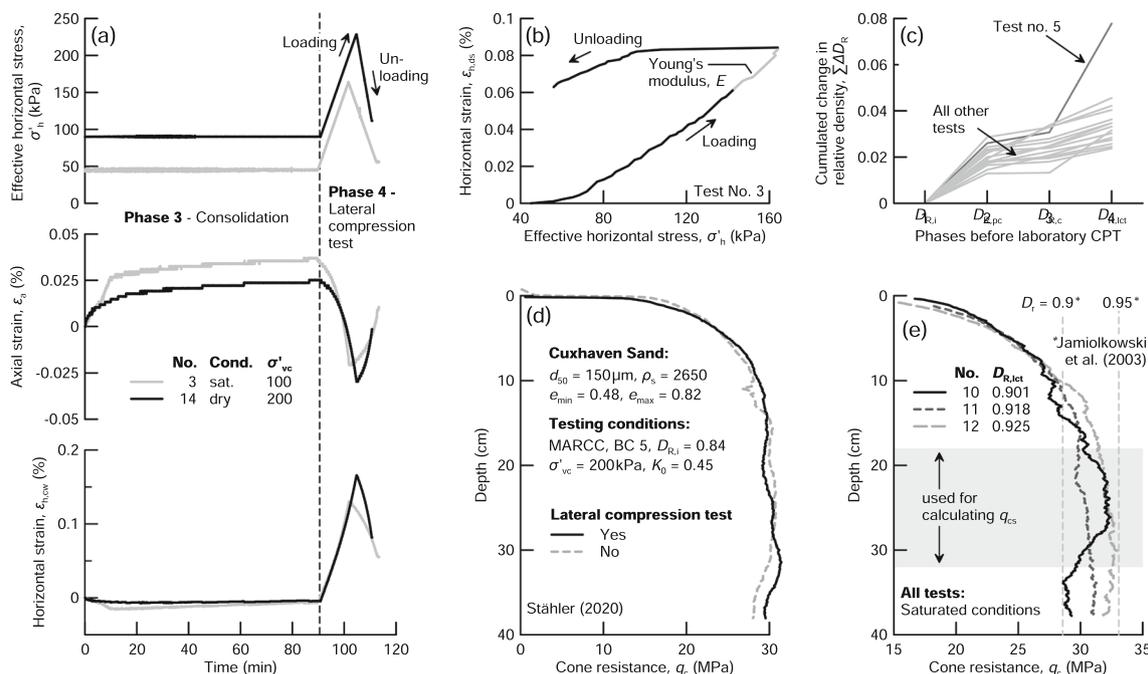 (a)
Effective horizontal stress,
σ'h (kPa)
250
200
150
100
50
0
Loading
Un-
loading
Phase 3 - Consolidation
Phase 4 -
Lateral
compression
test
Axial strain, εa (%)
0.05
0.025
0
-0.025
-0.05
No. Cond. σ'vc
3 sat. 100
14 dry 200
Horizontal strain, εh,cw (%)
0.2
0.1
0
0 20 40 60 80 100 120
Time (min)
(b)
Horizontal strain, εh,ds (%)
0.1
0.08
0.06
0.04
0.02
0
Unloading
Young's
modulus, E
Loading
Test No. 3
40 60 80 100 120 140 160
Effective horizontal stress, σ'h (kPa)
(c)
Cumulated change in
relative density, ∑ΔDR
0.08
0.06
0.04
0.02
0
Test no. 5
All other
tests
DR,i
Phases before laboratory CPT
(d)
Depth (cm)
0
10
20
30
40
Cuxhaven Sand:
d50 = 150µm, ρs = 2650
emin = 0.48, emax = 0.82
Testing conditions:
MARCC, BC 5, DR,i = 0.84
σ'vc = 200kPa, K0 = 0.45
Lateral compression test
Yes
No
Stähler (2020)
0 10 20 30
Cone resistance, qc (MPa)
(e)
Depth (cm)
0
10
20
30
40
Dr = 0.9* 0.95*
*Jamiolkowski
et al. (2003)
No. DR,lct
10 0.901
11 0.918
12 0.925
used for
calculating qcs
All tests:
Saturated conditions
15 20 25 30 35
Cone resistance, qc (MPa)